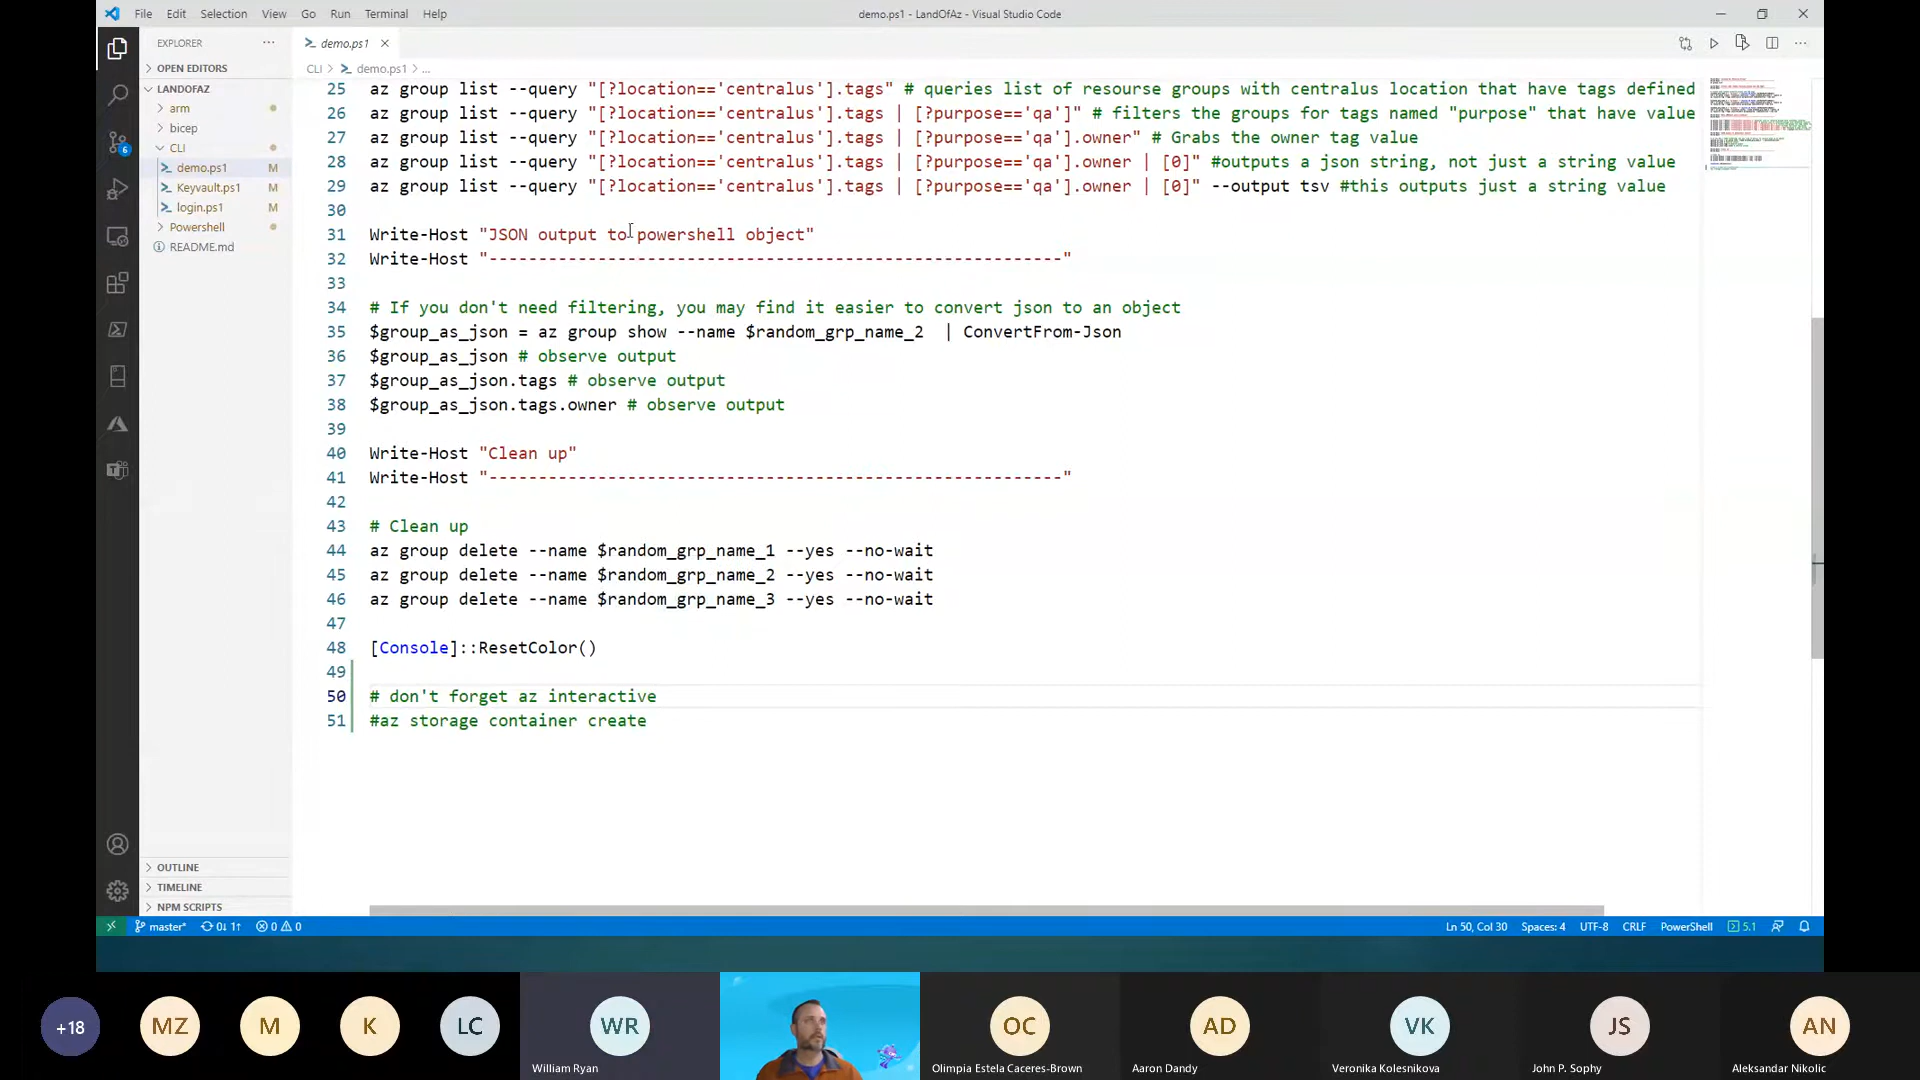 File Edit Selection View Go Run Terminal Help
demo.ps1 - LandOfAz - Visual Studio Code
EXPLORER
demo.ps1
OPEN EDITORS
CLI > demo.ps1 > ...
LANDOFAZ
arm
bicep
CLI
demo.ps1 M
Keyvault.ps1 M
login.ps1 M
Powershell
README.md
6
25 az group list --query "[?location=='centralus'].tags" # queries list of resourse groups with centralus location that have tags defined
26 az group list --query "[?location=='centralus'].tags | [?purpose=='qa']" # filters the groups for tags named "purpose" that have value
27 az group list --query "[?location=='centralus'].tags | [?purpose=='qa'].owner" # Grabs the owner tag value
28 az group list --query "[?location=='centralus'].tags | [?purpose=='qa'].owner | [0]" #outputs a json string, not just a string value
29 az group list --query "[?location=='centralus'].tags | [?purpose=='qa'].owner | [0]" --output tsv #this outputs just a string value
30
31 Write-Host "JSON output to powershell object"
32 Write-Host "----------------------------------------------------------"
33
34 # If you don't need filtering, you may find it easier to convert json to an object
35 $group_as_json = az group show --name $random_grp_name_2  | ConvertFrom-Json
36 $group_as_json # observe output
37 $group_as_json.tags # observe output
38 $group_as_json.tags.owner # observe output
39
40 Write-Host "Clean up"
41 Write-Host "----------------------------------------------------------"
42
43 # Clean up
44 az group delete --name $random_grp_name_1 --yes --no-wait
45 az group delete --name $random_grp_name_2 --yes --no-wait
46 az group delete --name $random_grp_name_3 --yes --no-wait
47
48 [Console]::ResetColor()
49
50 # don't forget az interactive
51 #az storage container create
OUTLINE
TIMELINE
NPM SCRIPTS
master* 0↓ 1↑ 0 0
Ln 50, Col 30 Spaces: 4 UTF-8 CRLF PowerShell 5.1
+18 MZ M K LC WR OC AD VK JS AN
William Ryan
Olimpia Estela Caceres-Brown
Aaron Dandy
Veronika Kolesnikova
John P. Sophy
Aleksandar Nikolic